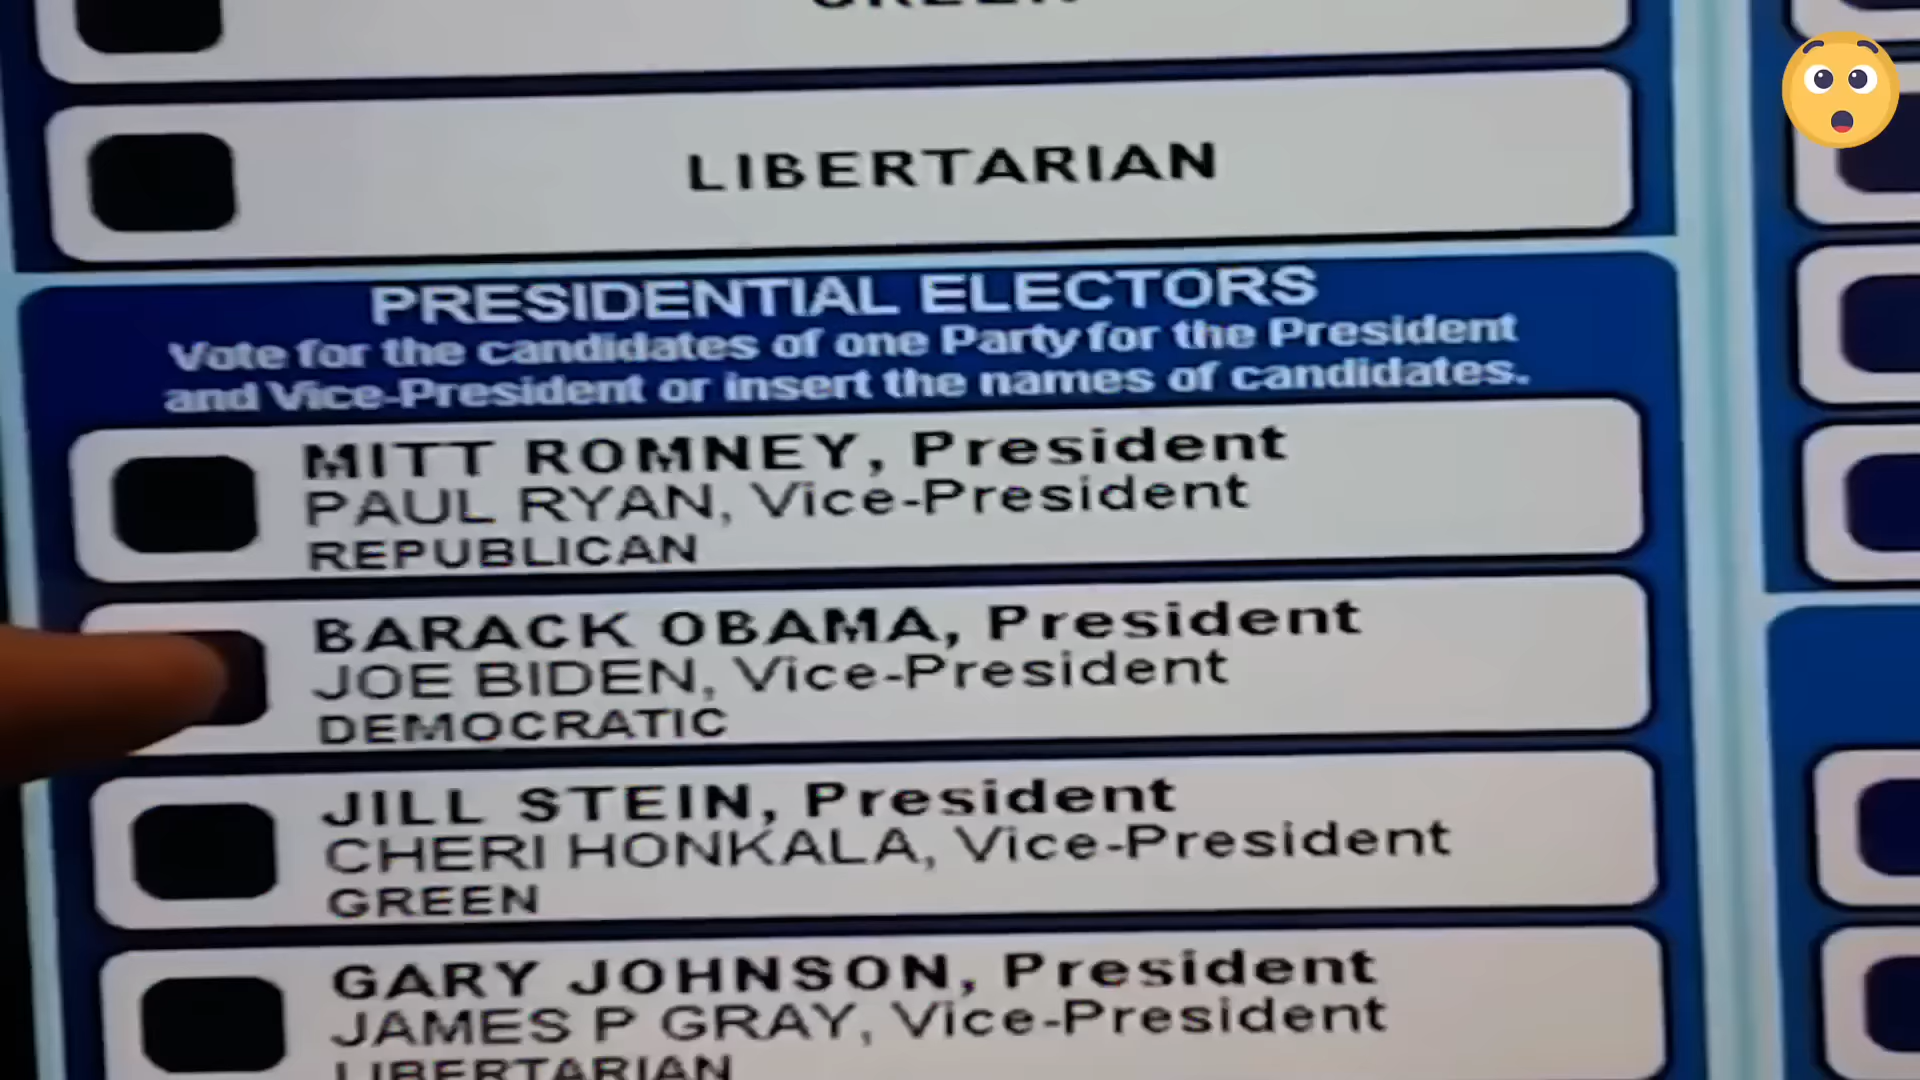 GREEN
LIBERTARIAN
PRESIDENTIAL ELECTORS
Vote for the candidates of one Party for the President
and Vice-President or insert the names of candidates.
MITT ROMNEY, President
PAUL RYAN, Vice-President
REPUBLICAN
BARACK OBAMA, President
JOE BIDEN, Vice-President
DEMOCRATIC
JILL STEIN, President
CHERI HONKALA, Vice-President
GREEN
GARY JOHNSON, President
JAMES P GRAY, Vice-President
LIBERTARIAN